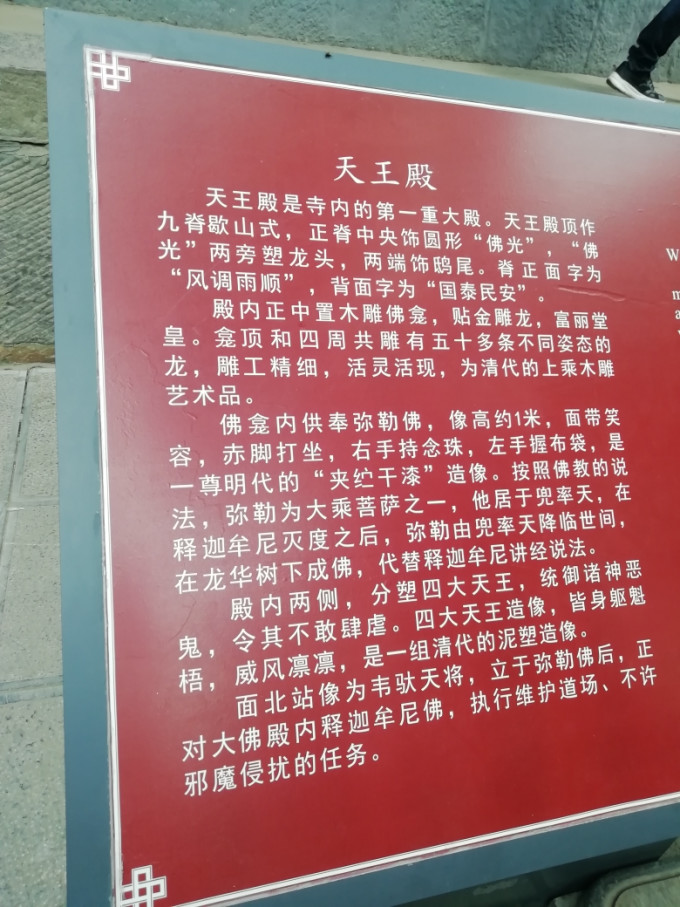 天王殿
天王殿是寺内的第一重大殿。天王殿顶作
九脊歇山式，正脊中央饰圆形“佛光”，“佛
光”两旁塑龙头，两端饰鸱尾。脊正面字为
“风调雨顺”，背面字为“国泰民安”。
殿内正中置木雕佛龛，贴金雕龙，富丽堂
皇。龛顶和四周共雕有五十多条不同姿态的
龙，雕工精细，活灵活现，为清代的上乘木雕
艺术品。
佛龛内供奉弥勒佛，像高约1米，面带笑
容，赤脚打坐，右手持念珠，左手握布袋，是
一尊明代的“夹纻干漆”造像。按照佛教的说
法，弥勒为大乘菩萨之一，他居于兜率天，在
释迦牟尼灭度之后，弥勒由兜率天降临世间，
在龙华树下成佛，代替释迦牟尼讲经说法。
殿内两侧，分塑四大天王，统御诸神恶
鬼，令其不敢肆虐。四大天王造像，皆身躯魁
梧，威风凛凛，是一组清代的泥塑造像。
面北站像为韦驮天将，立于弥勒佛后，正
对大佛殿内释迦牟尼佛，执行维护道场、不许
邪魔侵扰的任务。